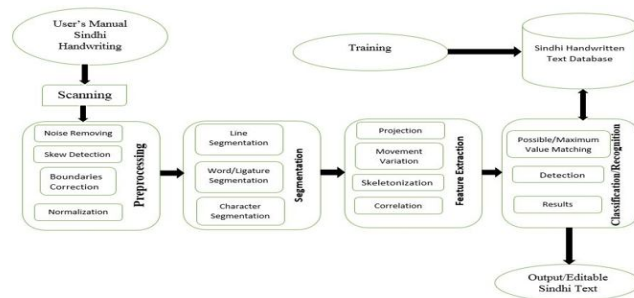 User's Manual
Sindhi
Handwriting
Scanning
Noise Removing
Skew Detection
Boundaries
Correction
Normalization
Preprocessing
Line
Segmentation
Word/Ligature
Segmentation
Character
Segmentation
Segmentation
Projection
Movement
Variation
Skeletonization
Correlation
Feature Extraction
Training
Sindhi Handwritten
Text Database
Possible/Maximum
Value Matching
Detection
Results
Classification/Recognition
Output/Editable
Sindhi Text